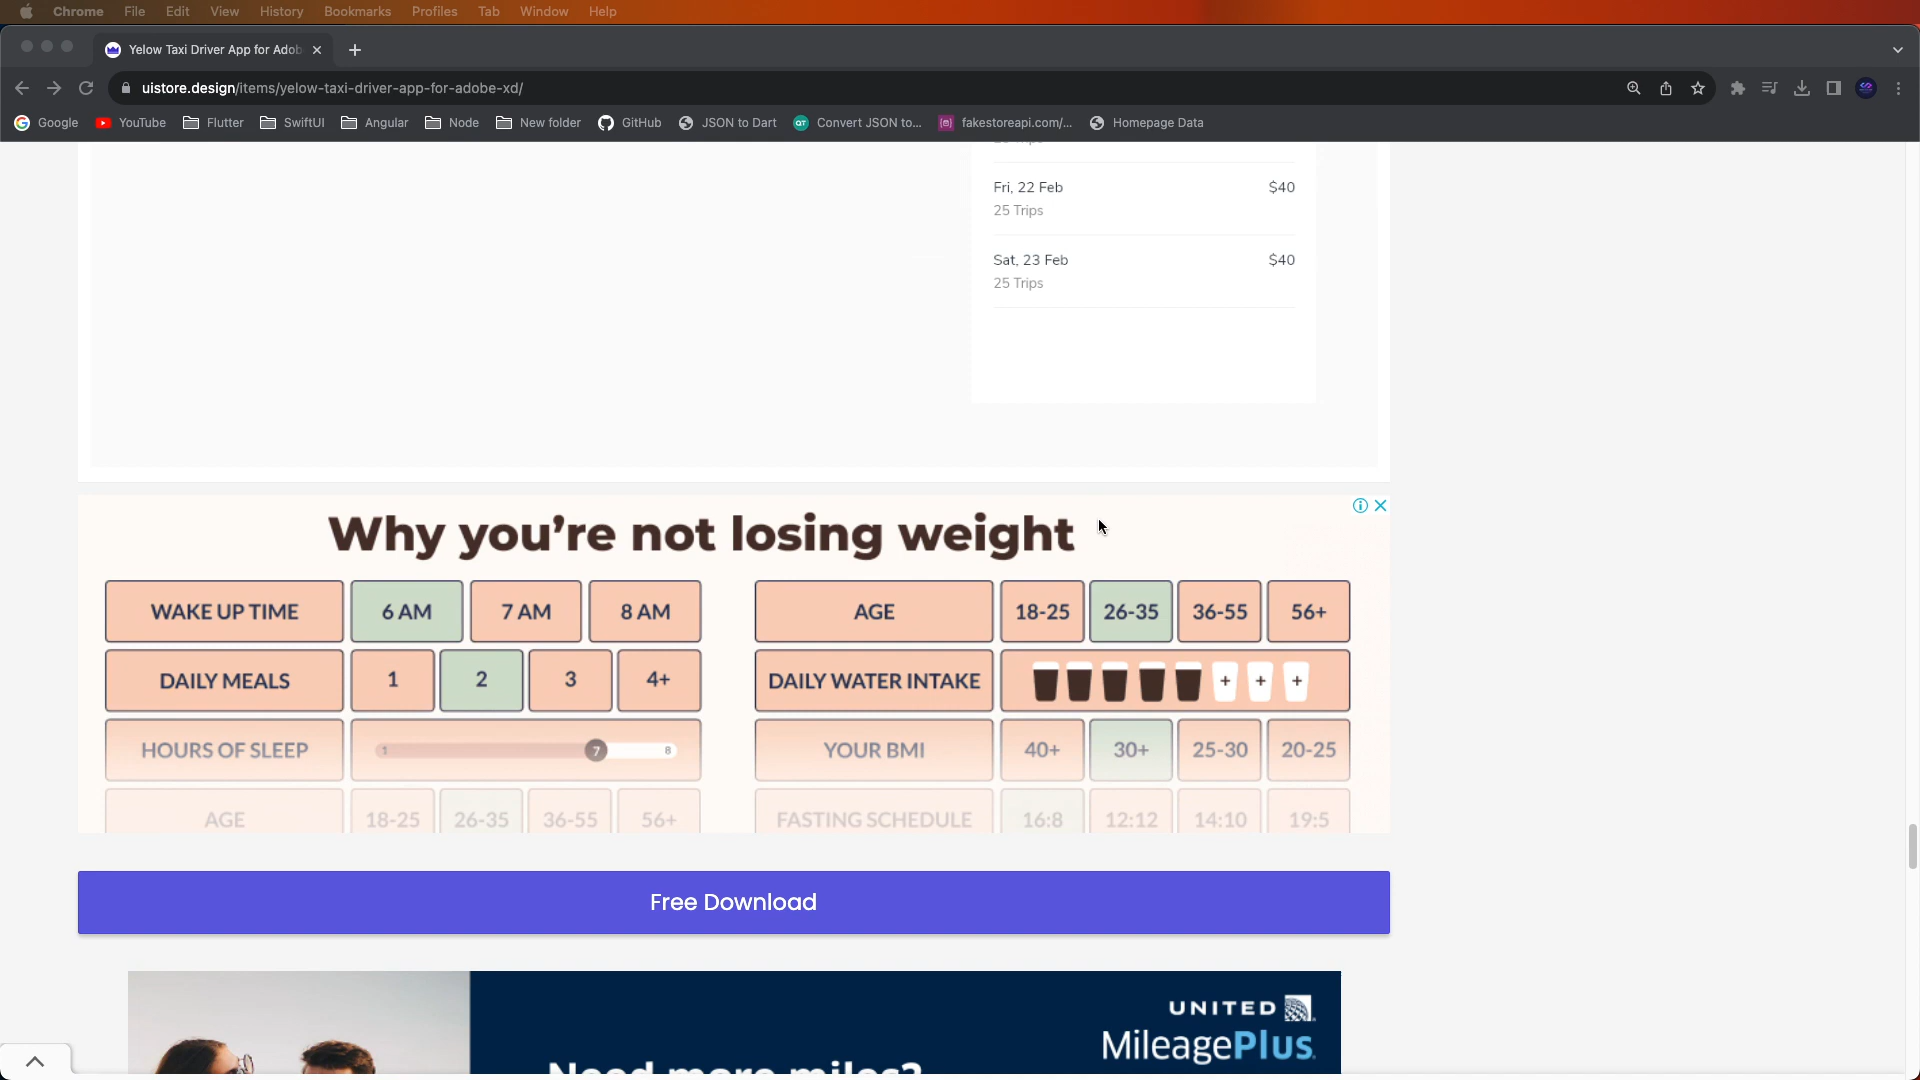 Chrome File Edit View History Bookmarks Profiles Tab Window Help
Yelow Taxi Driver App for Adob
uistore.design/items/yelow-taxi-driver-app-for-adobe-xd/
Google YouTube Flutter SwiftUI Angular Node New folder GitHub JSON to Dart Convert JSON to... fakestoreapi.com/... Homepage Data
Fri, 22 Feb $40
25 Trips
Sat, 23 Feb $40
25 Trips
Why you're not losing weight
WAKE UP TIME 6 AM 7 AM 8 AM AGE 18-25 26-35 36-55 56+
DAILY MEALS 1 2 3 4+ DAILY WATER INTAKE + + +
HOURS OF SLEEP 1 7 8 YOUR BMI 40+ 30+ 25-30 20-25
AGE 18-25 26-35 36-55 56+ FASTING SCHEDULE 16:8 12:12 14:10 19:5
Free Download
UNITED
MileagePlus
Need more miles?